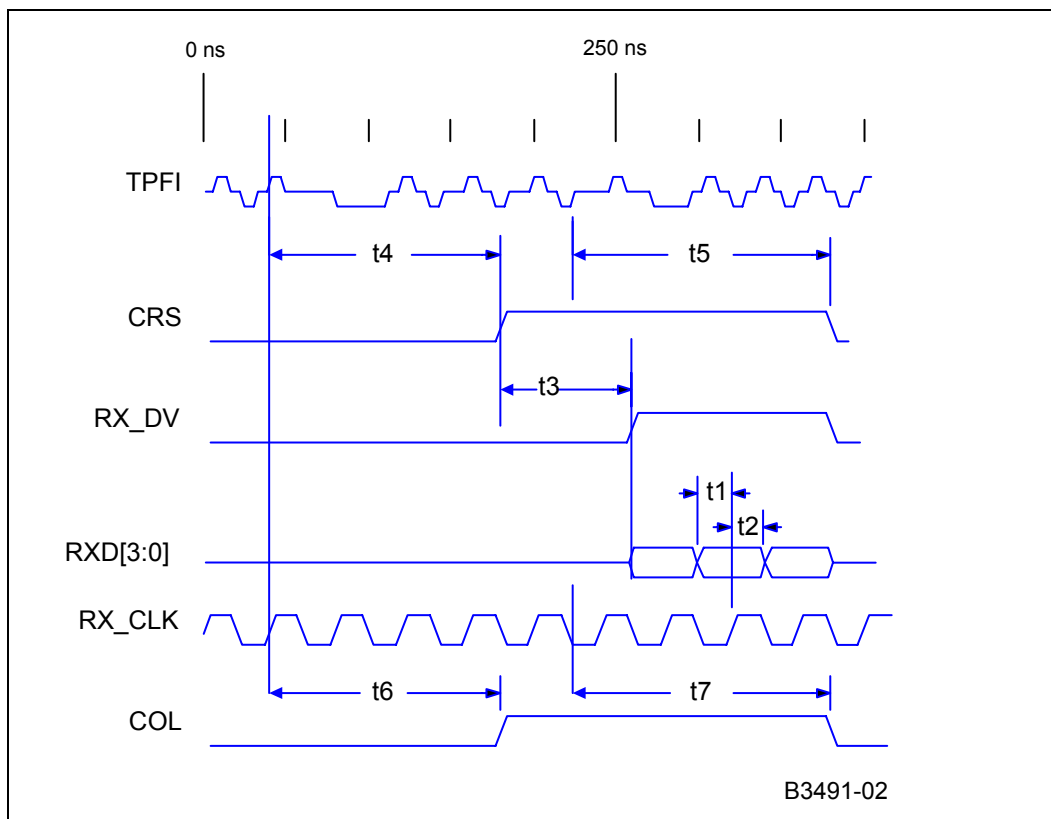 0 ns
250 ns
TPFI
t4
t5
CRS
t3
RX_DV
t1
t2
RXD[3:0]
RX_CLK
t6
t7
COL
B3491-02